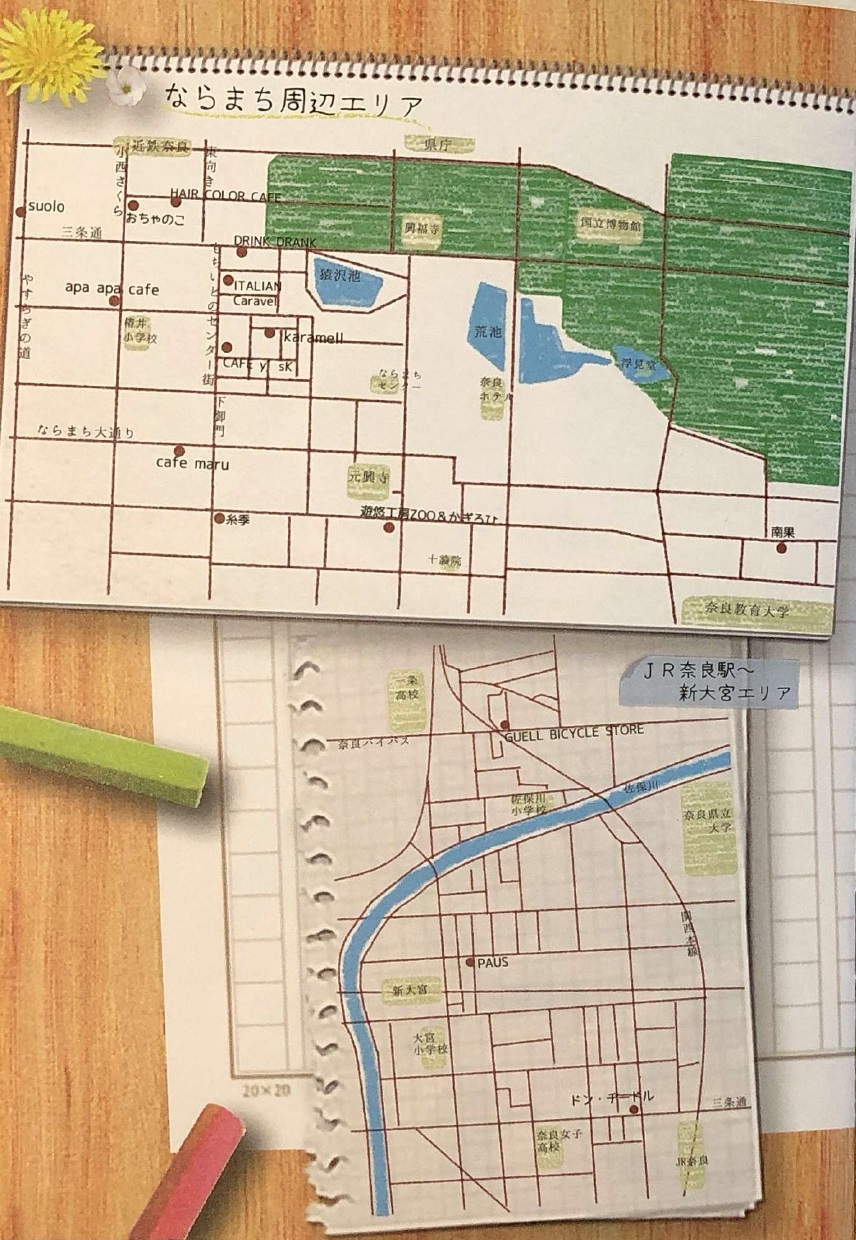 ならまち周辺エリア
近鉄奈良
県庁
小西さくら
東向き
HAIR COLOR CAFE
suolo
おちゃのこ
三条通
興福寺
国立博物館
DRINK DRANK
もちいどのセンター街
猿沢池
ITALIAN
Caravel
apa apa cafe
やすらぎの道
椿井
小学校
karamell
荒池
CAFE y sK
浮見堂
ならまち
センター
奈良
ホテル
下御門
ならまち大通り
cafe maru
元興寺
糸季
遊悠工房ZOO&かぎろひ
南果
十輪院
奈良教育大学
JR奈良駅〜
新大宮エリア
一条
高校
奈良バイパス
GUELL BICYCLE STORE
佐保川
佐保川
小学校
奈良県立
大学
関西本線
PAUS
新大宮
大宮
小学校
ドン・チードル
三条通
奈良女子
高校
JR奈良
20×20